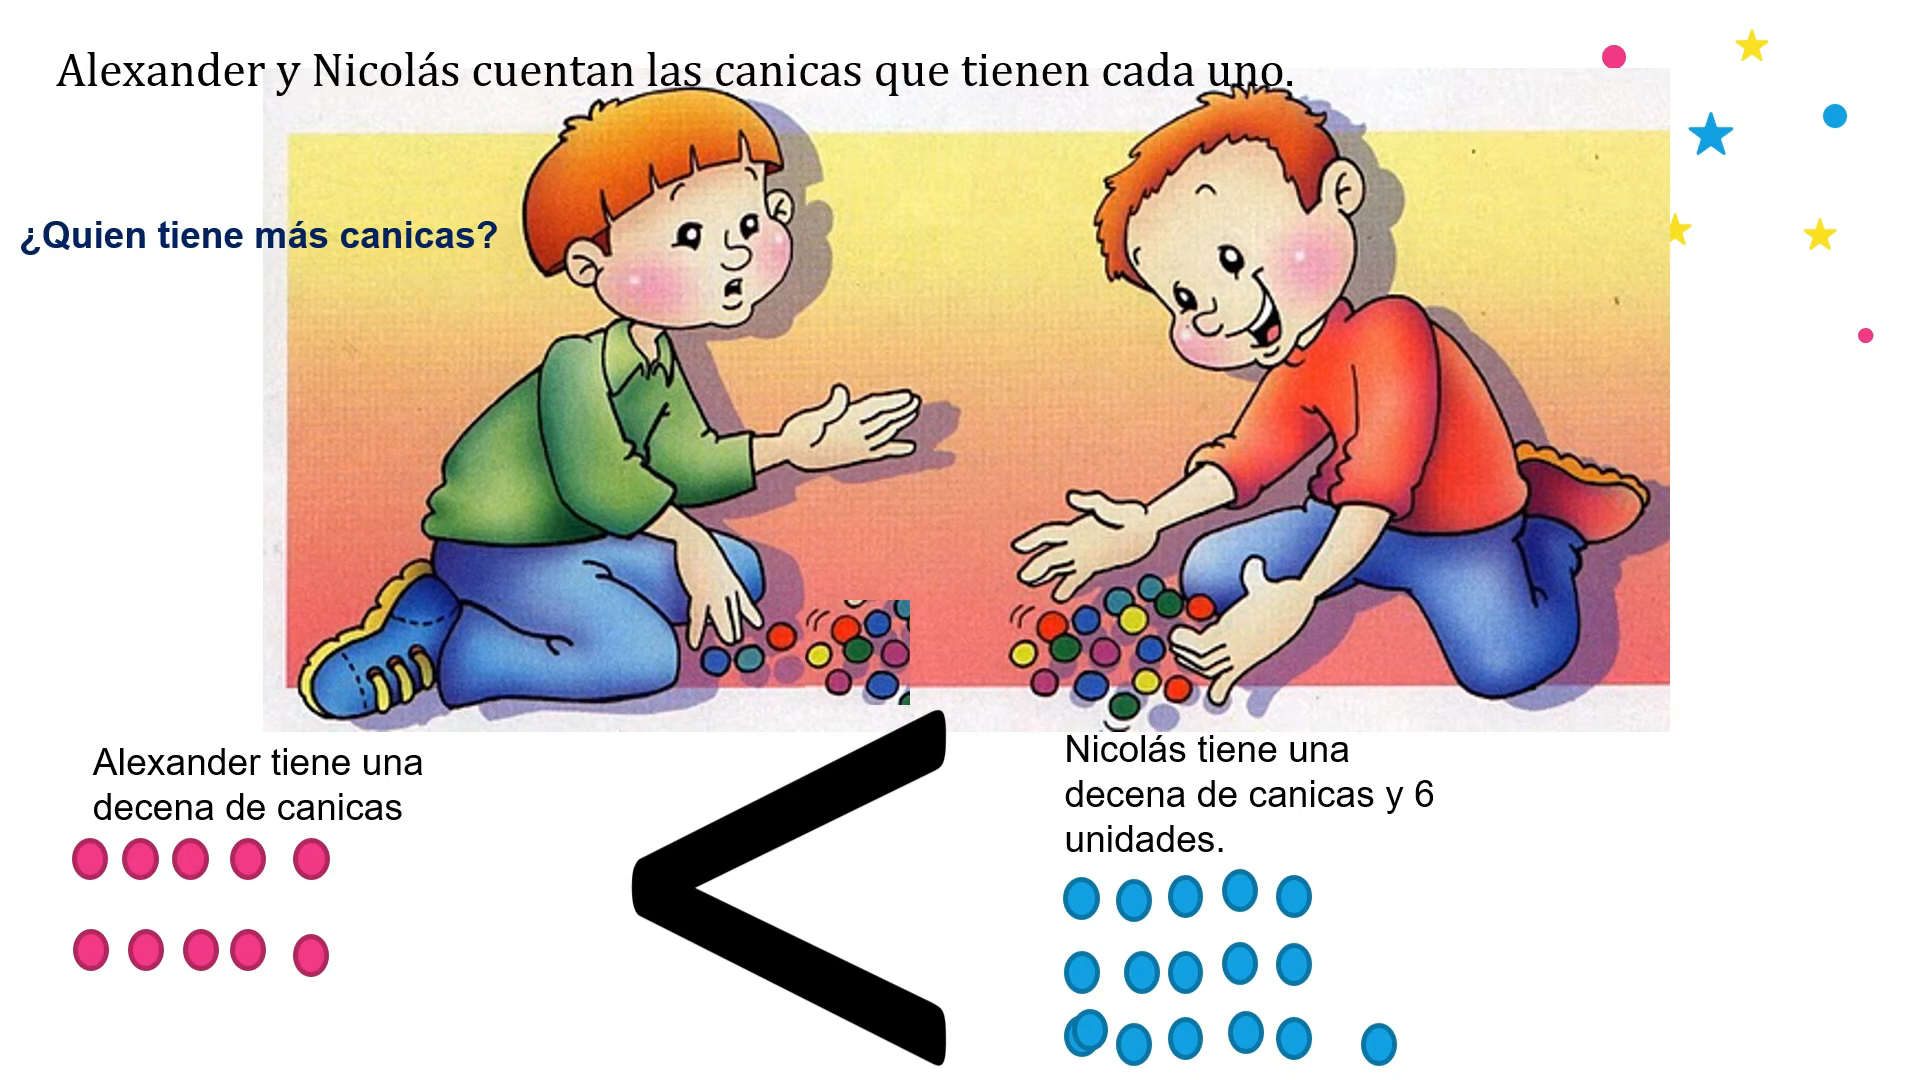 Alexander y Nicolás cuentan las canicas que tienen cada uno.
¿Quien tiene más canicas?
Alexander tiene una
decena de canicas
<
Nicolás tiene una
decena de canicas y 6
unidades.